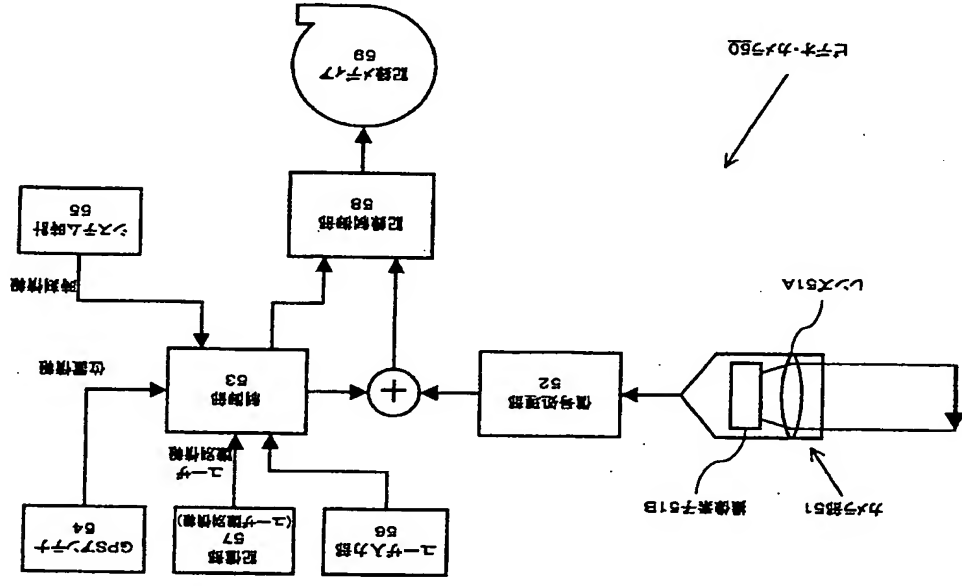 カメラ部51
撮像素子51B
レンズ51A
ユーザ入力部
56
記憶部
57
(ユーザ識別情報)
GPSアンテナ
54
ユーザ
識別情報
信号処理部
52
制御部
53
位置情報
時刻情報
システム時計
55
記録制御部
58
記録メディア
59
ビデオ・カメラ50